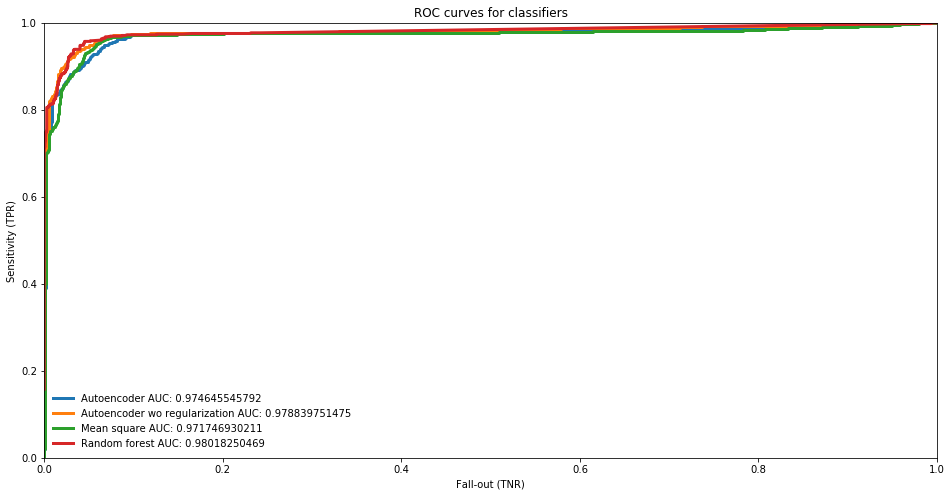 ROC curves for classifiers
1.0
0.8
0.6
0.4
0.2
0.0
Sensitivity (TPR)
Autoencoder AUC: 0.974645545792
Autoencoder wo regularization AUC: 0.978839751475
Mean square AUC: 0.971746930211
Random forest AUC: 0.98018250469
0.0 0.2 0.4 0.6 0.8 1.0
Fall-out (TNR)